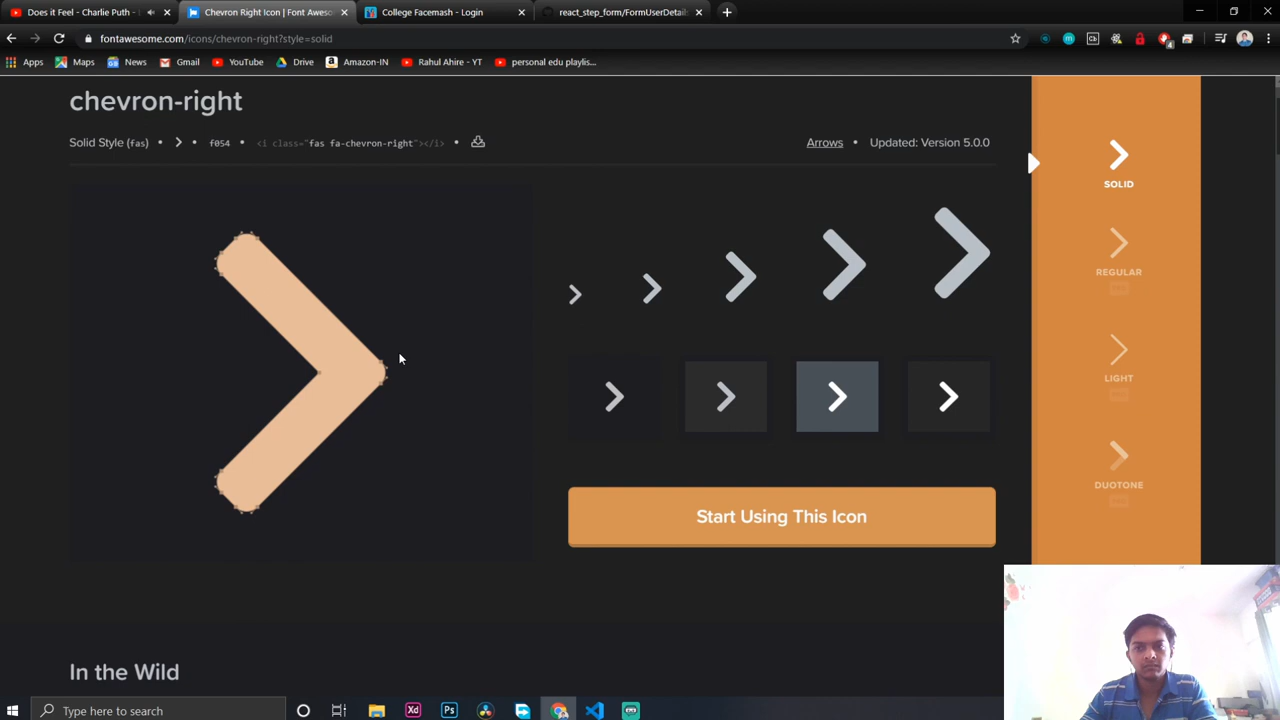 Does it Feel - Charlie Puth - Chevron Right Icon | Font Aweso College Facemash - Login react_step_form/FormUserDetail
fontawesome.com/icons/chevron-right?style=solid
Apps Maps News Gmail YouTube Drive Amazon-IN Rahul Ahire - YT personal edu playlis...
chevron-right
Solid Style (fas) • • f054 • <i class="fas fa-chevron-right"></i> • Arrows • Updated: Version 5.0.0
SOLID
REGULAR
LIGHT
DUOTONE
Start Using This Icon
In the Wild
Type here to search